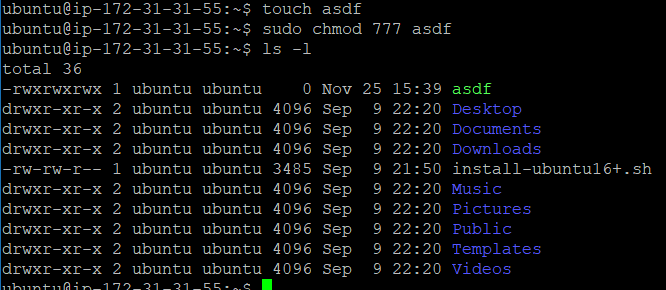 ubuntu@ip-172-31-31-55:~$ touch asdf
ubuntu@ip-172-31-31-55:~$ sudo chmod 777 asdf
ubuntu@ip-172-31-31-55:~$ ls -l
total 36
-rwxrwxrwx 1 ubuntu ubuntu    0 Nov 25 15:39 asdf
drwxr-xr-x 2 ubuntu ubuntu 4096 Sep  9 22:20 Desktop
drwxr-xr-x 2 ubuntu ubuntu 4096 Sep  9 22:20 Documents
drwxr-xr-x 2 ubuntu ubuntu 4096 Sep  9 22:20 Downloads
-rw-rw-r-- 1 ubuntu ubuntu 3485 Sep  9 21:50 install-ubuntu16+.sh
drwxr-xr-x 2 ubuntu ubuntu 4096 Sep  9 22:20 Music
drwxr-xr-x 2 ubuntu ubuntu 4096 Sep  9 22:20 Pictures
drwxr-xr-x 2 ubuntu ubuntu 4096 Sep  9 22:20 Public
drwxr-xr-x 2 ubuntu ubuntu 4096 Sep  9 22:20 Templates
drwxr-xr-x 2 ubuntu ubuntu 4096 Sep  9 22:20 Videos
ubuntu@ip-172-31-31-55:~$